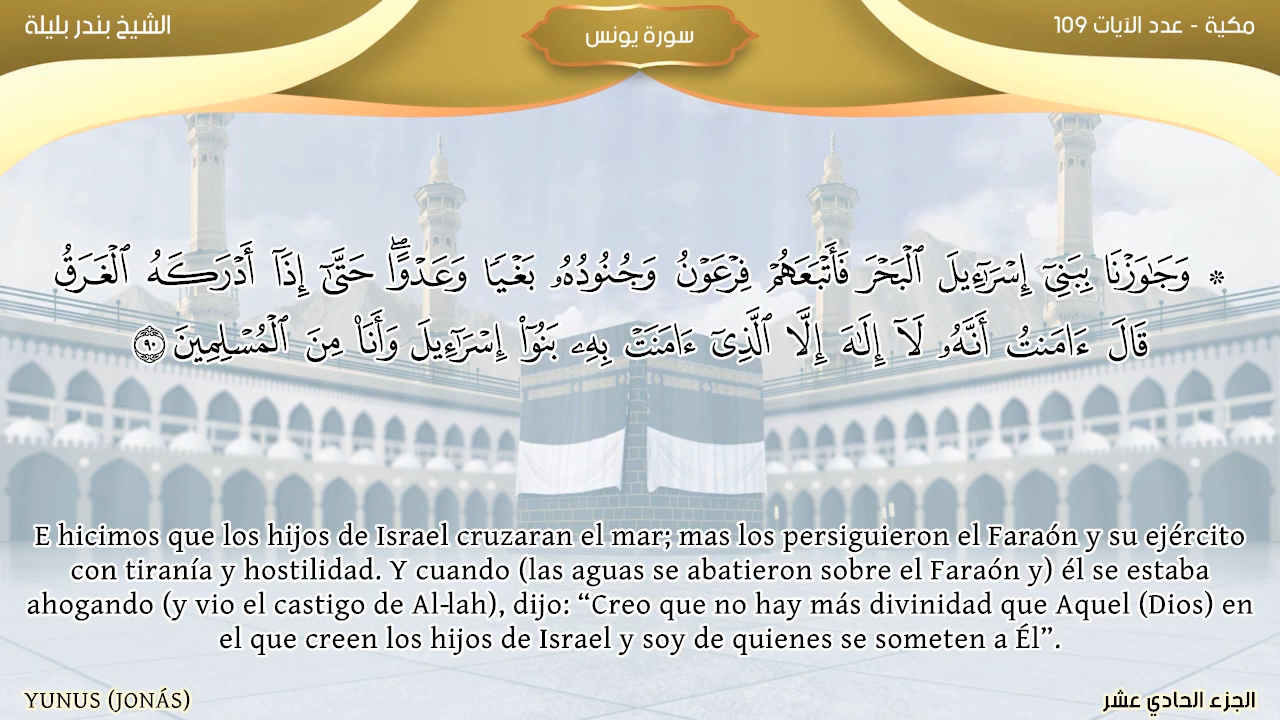 الشيخ بندر بليلة
سورة يونس
مكية - عدد الآيات 109
* وَجَٰوَزْنَا بِبَنِىٓ إِسْرَٰٓءِيلَ ٱلْبَحْرَ فَأَتْبَعَهُمْ فِرْعَوْنُ وَجُنُودُهُۥ بَغْيًا وَعَدْوًا ۖ حَتَّىٰٓ إِذَآ أَدْرَكَهُ ٱلْغَرَقُ
قَالَ ءَامَنتُ أَنَّهُۥ لَآ إِلَٰهَ إِلَّا ٱلَّذِىٓ ءَامَنَتْ بِهِۦ بَنُوٓا۟ إِسْرَٰٓءِيلَ وَأَنَا۠ مِنَ ٱلْمُسْلِمِينَ ٩٠
E hicimos que los hijos de Israel cruzaran el mar; mas los persiguieron el Faraón y su ejército
con tiranía y hostilidad. Y cuando (las aguas se abatieron sobre el Faraón y) él se estaba
ahogando (y vio el castigo de Al-lah), dijo: “Creo que no hay más divinidad que Aquel (Dios) en
el que creen los hijos de Israel y soy de quienes se someten a Él”.
YUNUS (JONÁS)
الجزء الحادي عشر